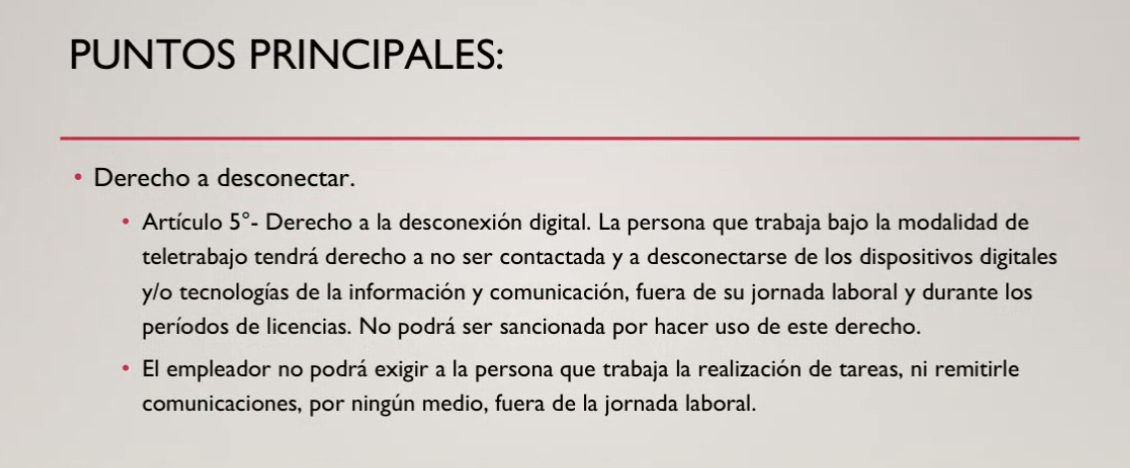 PUNTOS PRINCIPALES:
• Derecho a desconectar.
• Artículo 5°- Derecho a la desconexión digital. La persona que trabaja bajo la modalidad de
teletrabajo tendrá derecho a no ser contactada y a desconectarse de los dispositivos digitales
y/o tecnologías de la información y comunicación, fuera de su jornada laboral y durante los
períodos de licencias. No podrá ser sancionada por hacer uso de este derecho.
• El empleador no podrá exigir a la persona que trabaja la realización de tareas, ni remitirle
comunicaciones, por ningún medio, fuera de la jornada laboral.